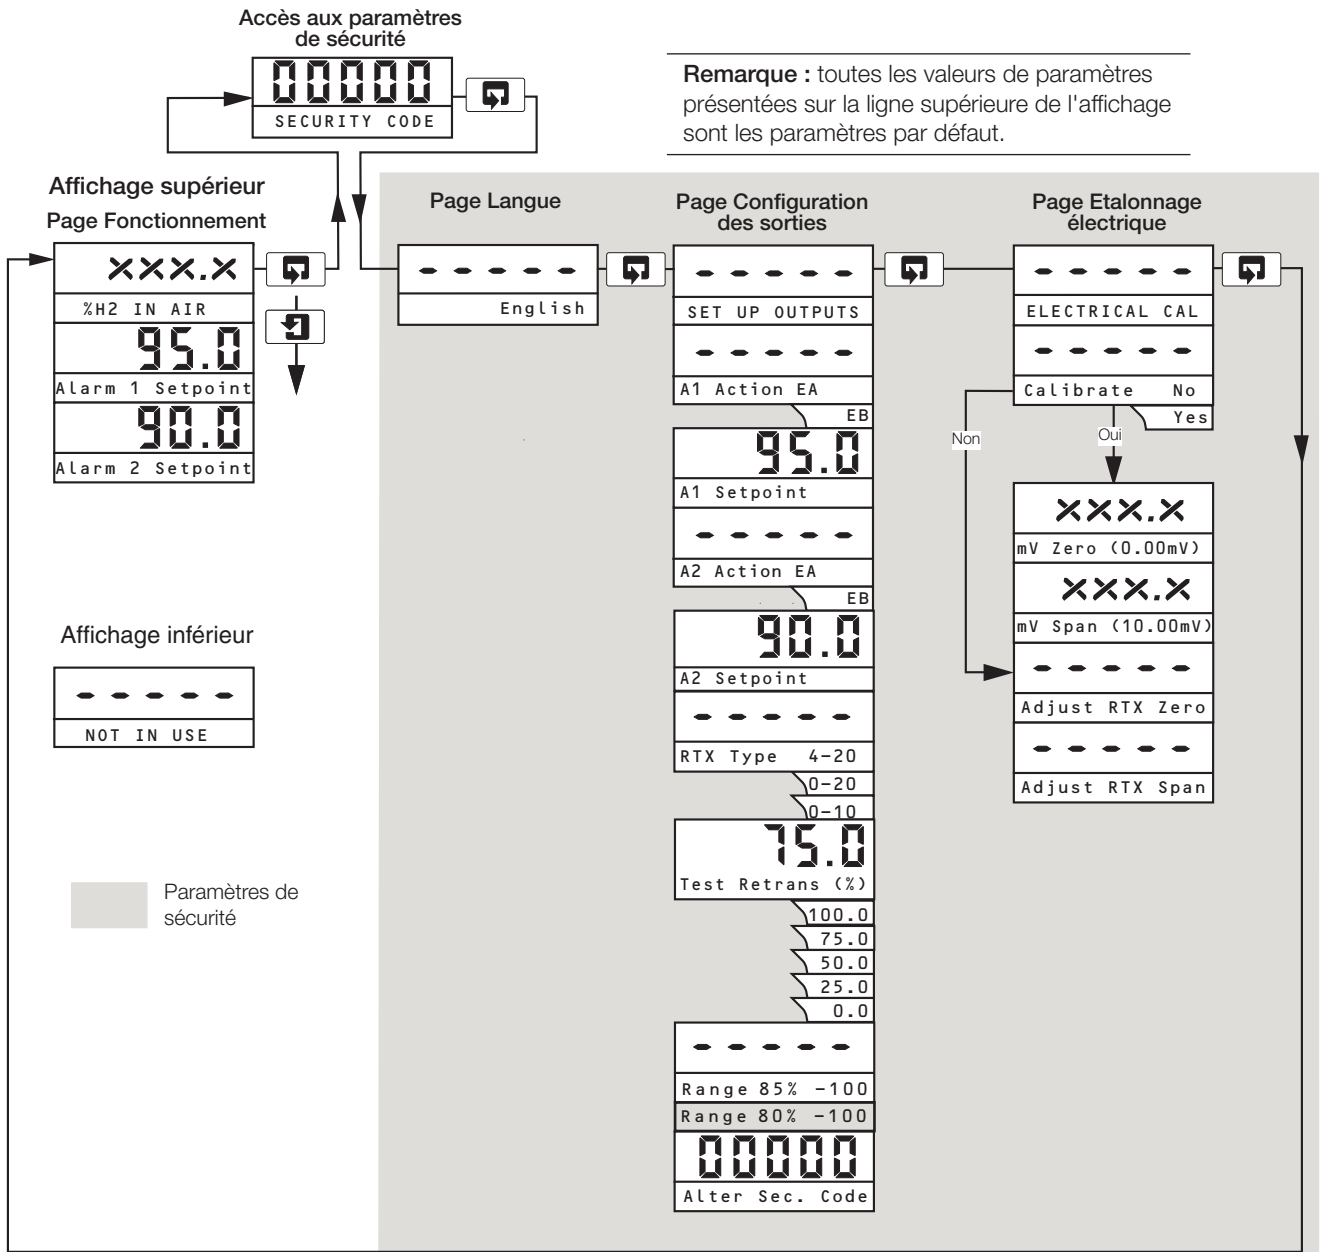 Accès aux paramètres
de sécurité
00000
SECURITY CODE
Remarque : toutes les valeurs de paramètres
présentées sur la ligne supérieure de l'affichage
sont les paramètres par défaut.
Affichage supérieur
Page Fonctionnement
×××.×
%H2 IN AIR
95.0
Alarm 1 Setpoint
90.0
Alarm 2 Setpoint
Affichage inférieur
- - - - -
NOT IN USE
Paramètres de
sécurité
Page Langue
- - - - -
English
Page Configuration
des sorties
- - - - -
SET UP OUTPUTS
- - - - -
A1 Action EA
EB
95.0
A1 Setpoint
- - - - -
A2 Action EA
EB
90.0
A2 Setpoint
- - - - -
RTX Type 4-20
0-20
0-10
75.0
Test Retrans (%)
100.0
75.0
50.0
25.0
0.0
- - - - -
Range 85% -100
Range 80% -100
00000
Alter Sec. Code
Page Etalonnage
électrique
- - - - -
ELECTRICAL CAL
- - - - -
Calibrate No
Yes
Non
Oui
×××.×
mV Zero (0.00mV)
×××.×
mV Span (10.00mV)
- - - - -
Adjust RTX Zero
- - - - -
Adjust RTX Span